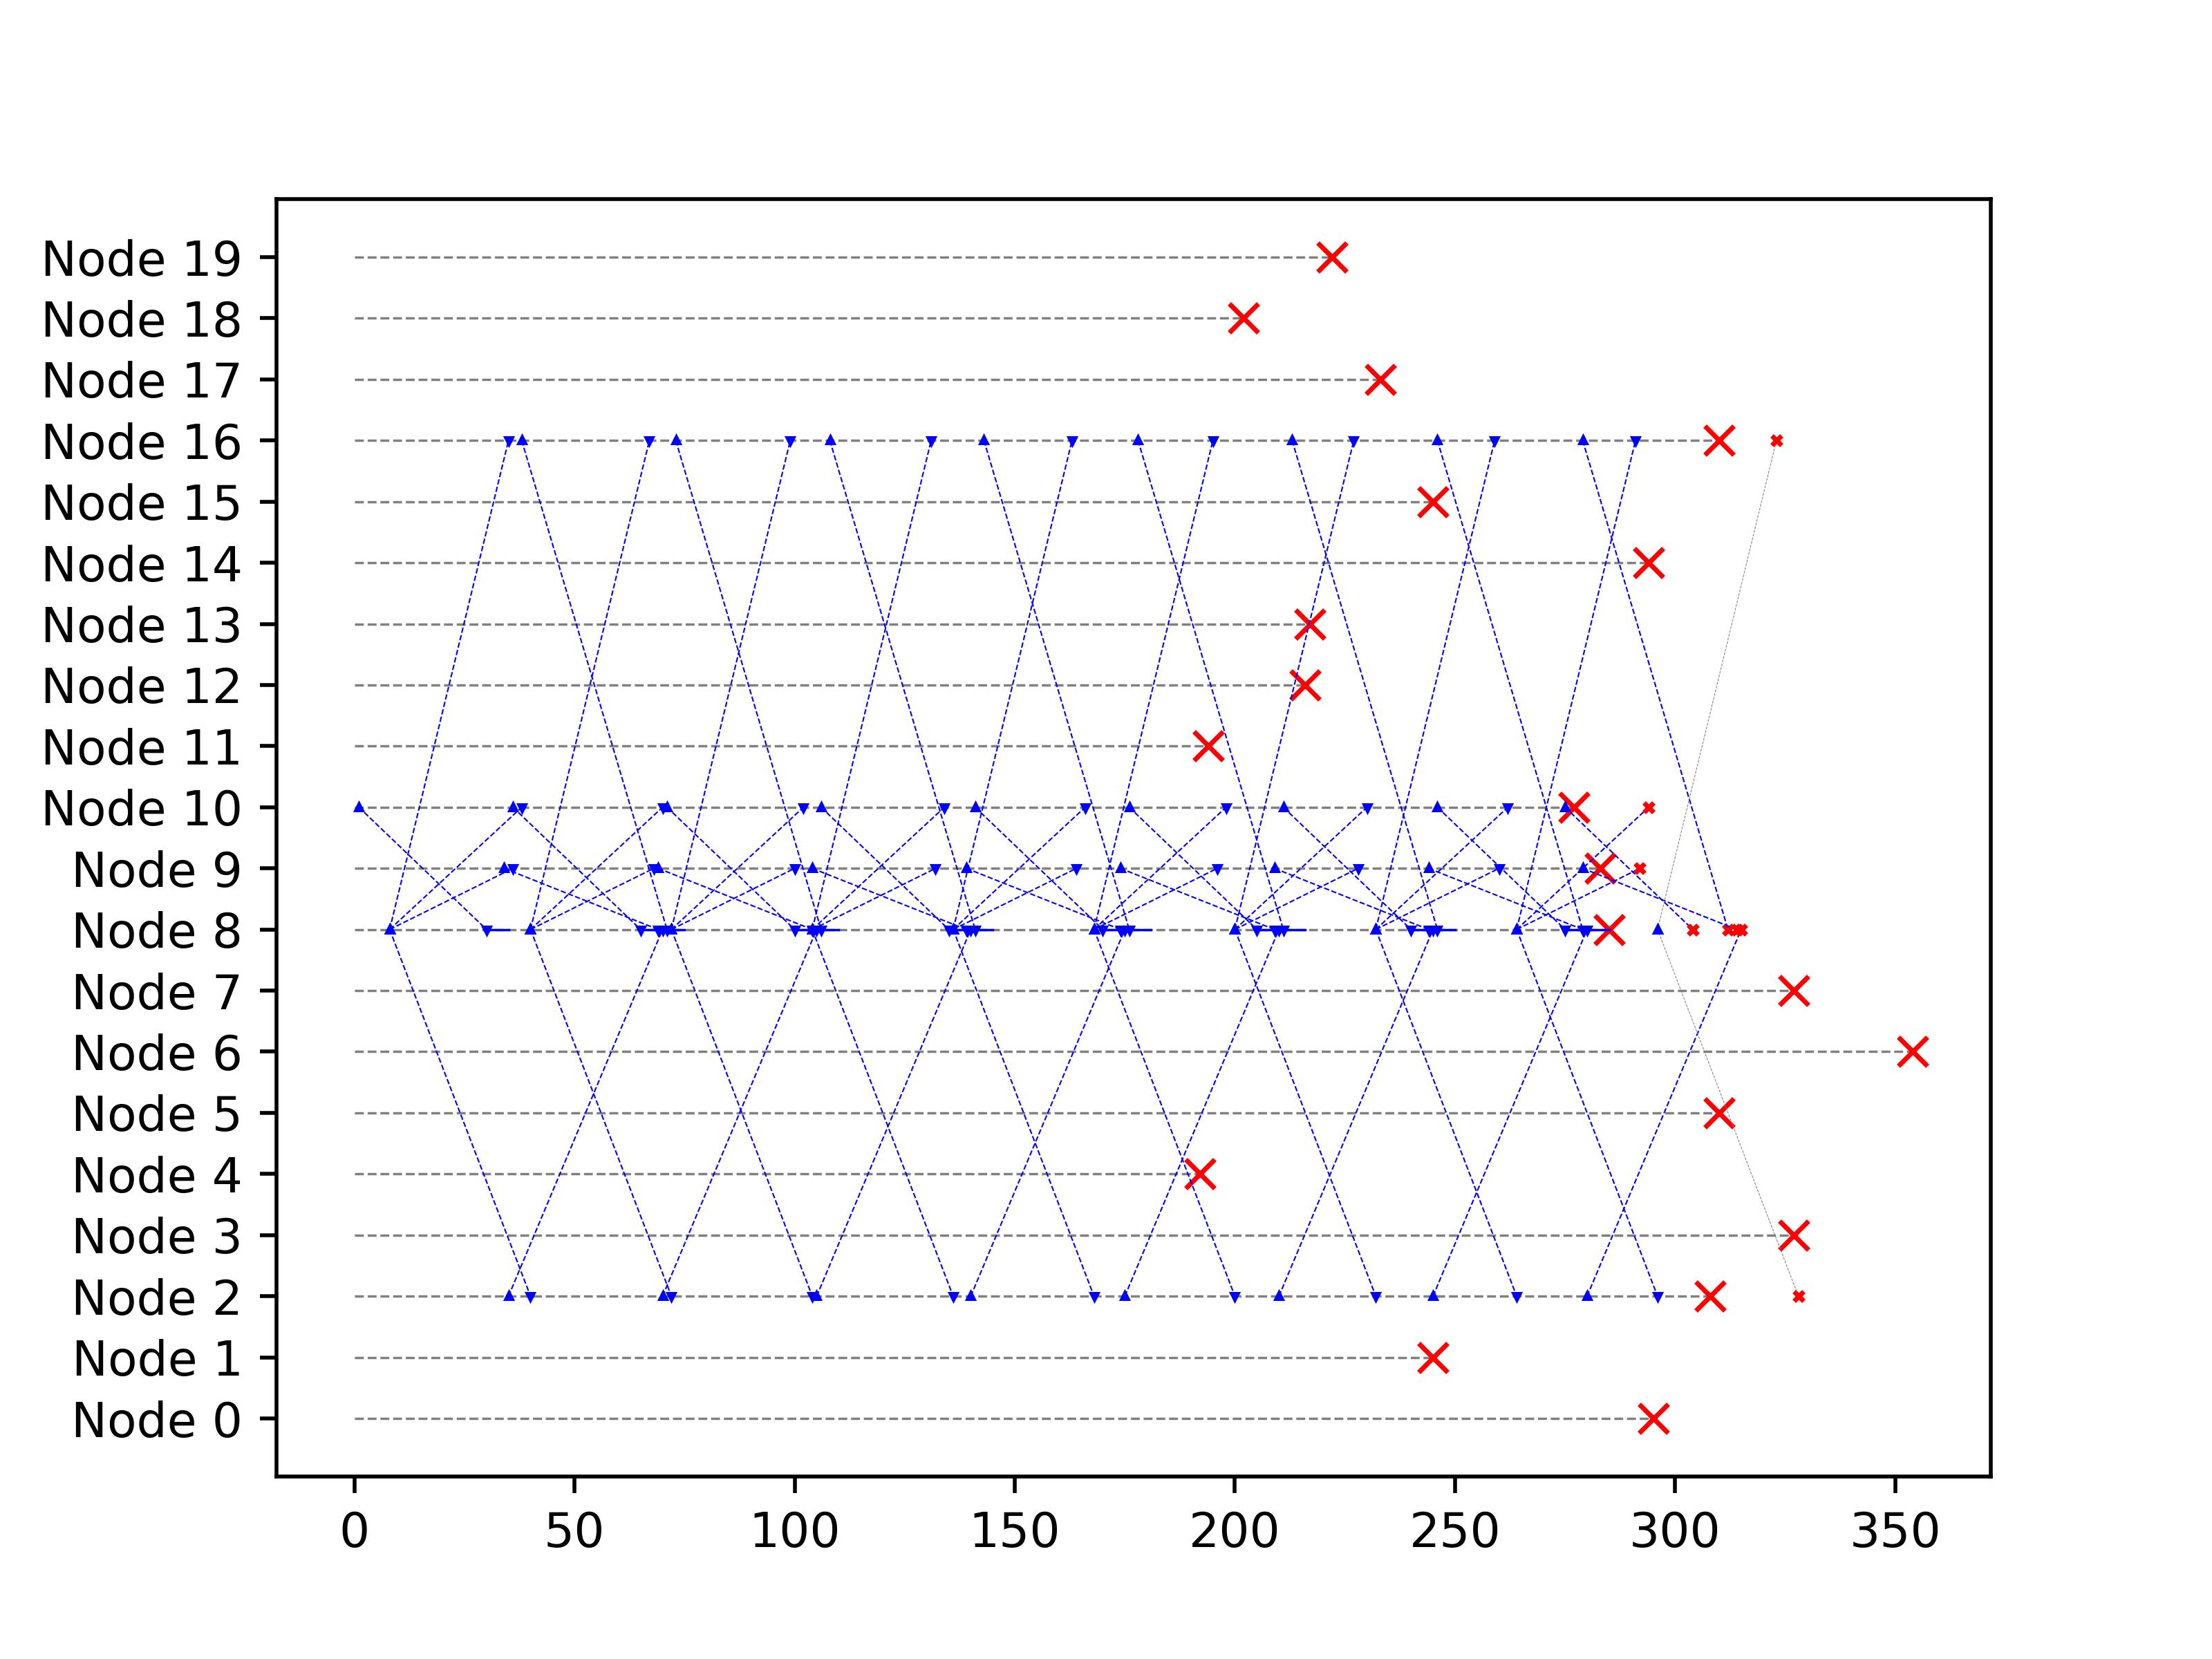 Node 19
Node 18
Node 17
Node 16
Node 15
Node 14
Node 13
Node 12
Node 11
Node 10
Node 9
Node 8
Node 7
Node 6
Node 5
Node 4
Node 3
Node 2
Node 1
Node 0
0 50 100 150 200 250 300 350